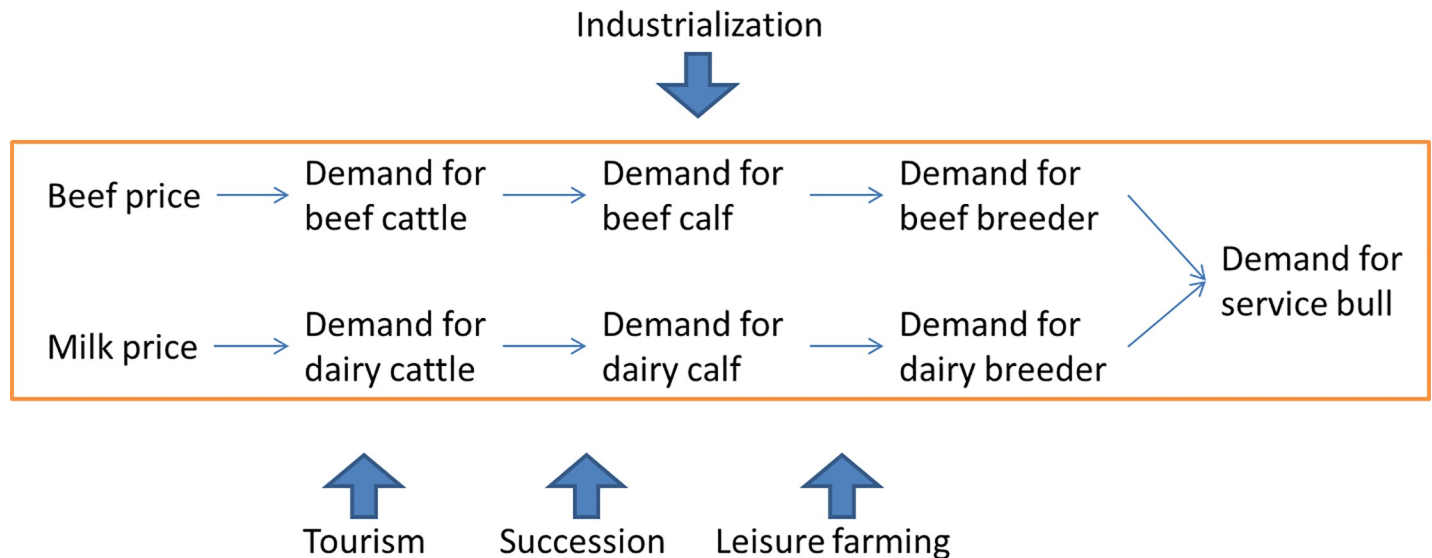 Industrialization
Beef price
Demand for
beef cattle
Demand for
beef calf
Demand for
beef breeder
Demand for
service bull
Milk price
Demand for
dairy cattle
Demand for
dairy calf
Demand for
dairy breeder
Tourism
Succession
Leisure farming